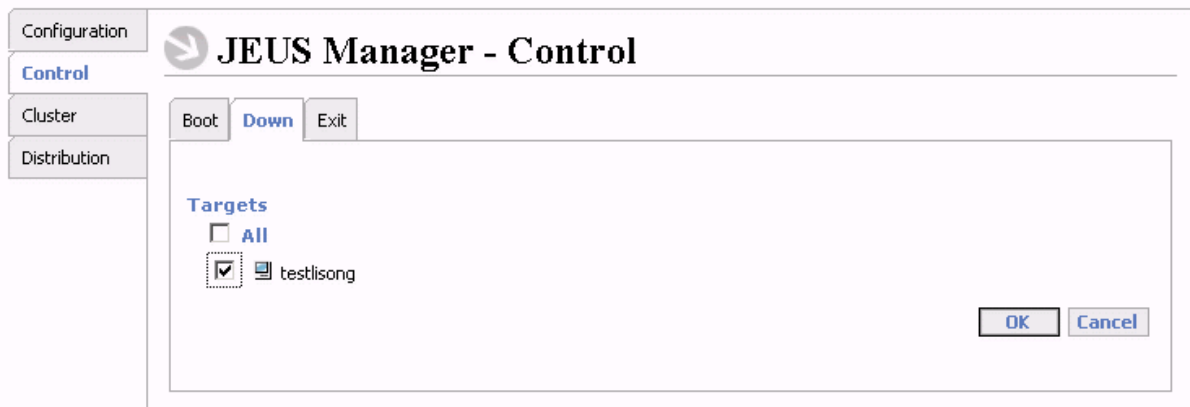 Configuration
Control
Cluster
Distribution
JEUS Manager - Control
Boot Down Exit
Targets
All
testlisong
OK Cancel